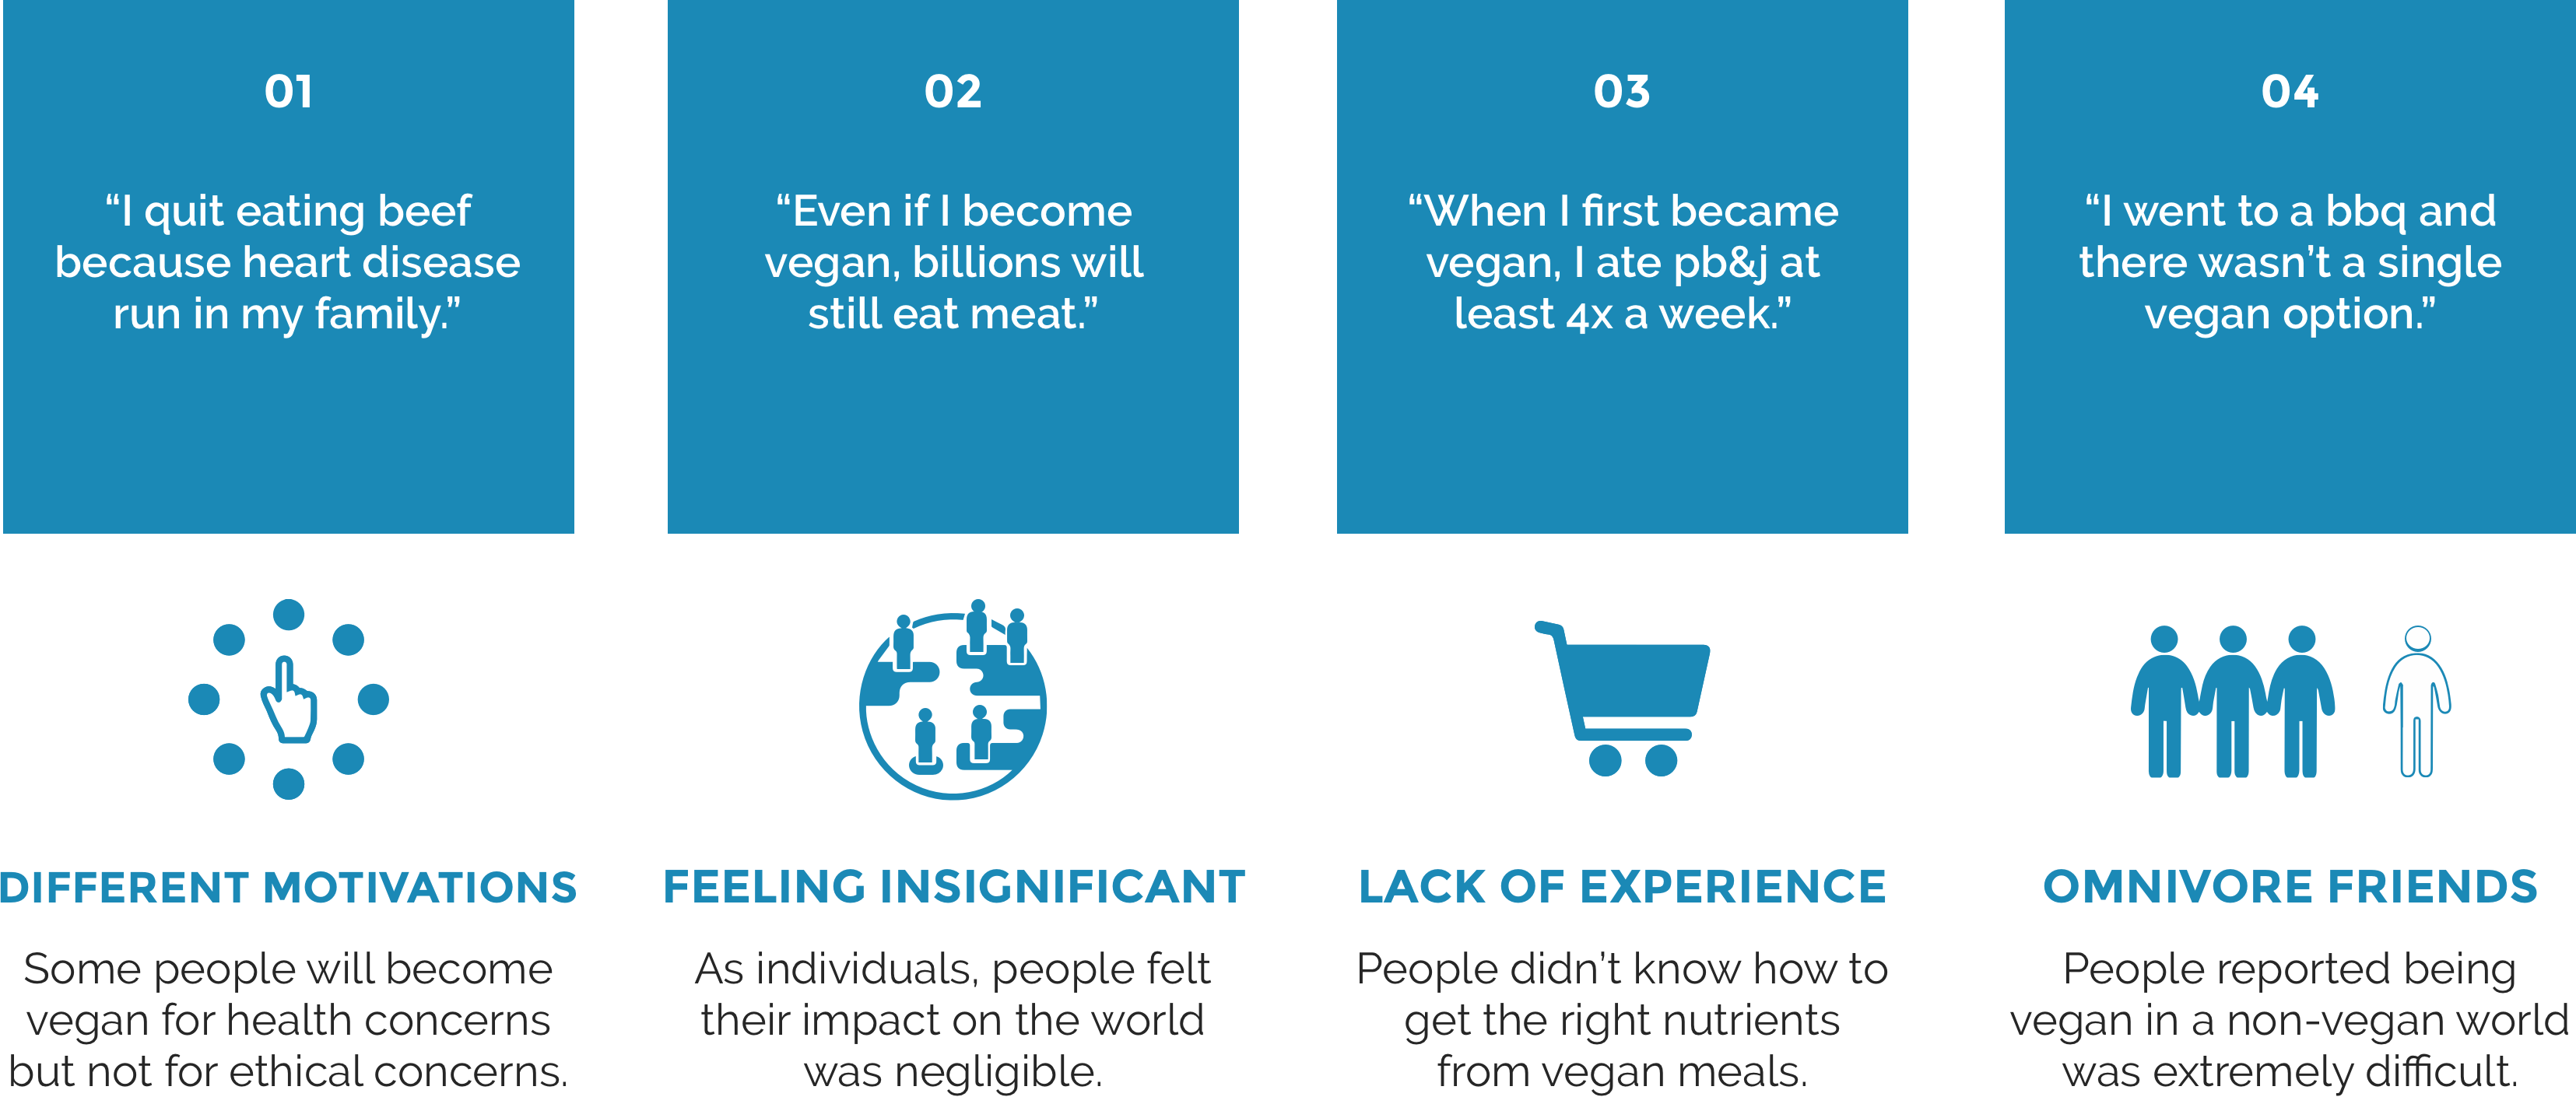 01
“I quit eating beef
because heart disease
run in my family.”
DIFFERENT MOTIVATIONS
Some people will become
vegan for health concerns
but not for ethical concerns.
02
“Even if I become
vegan, billions will
still eat meat.”
FEELING INSIGNIFICANT
As individuals, people felt
their impact on the world
was negligible.
03
“When I first became
vegan, I ate pb&j at
least 4x a week.”
LACK OF EXPERIENCE
People didn’t know how to
get the right nutrients
from vegan meals.
04
“I went to a bbq and
there wasn’t a single
vegan option.”
OMNIVORE FRIENDS
People reported being
vegan in a non-vegan world
was extremely difficult.